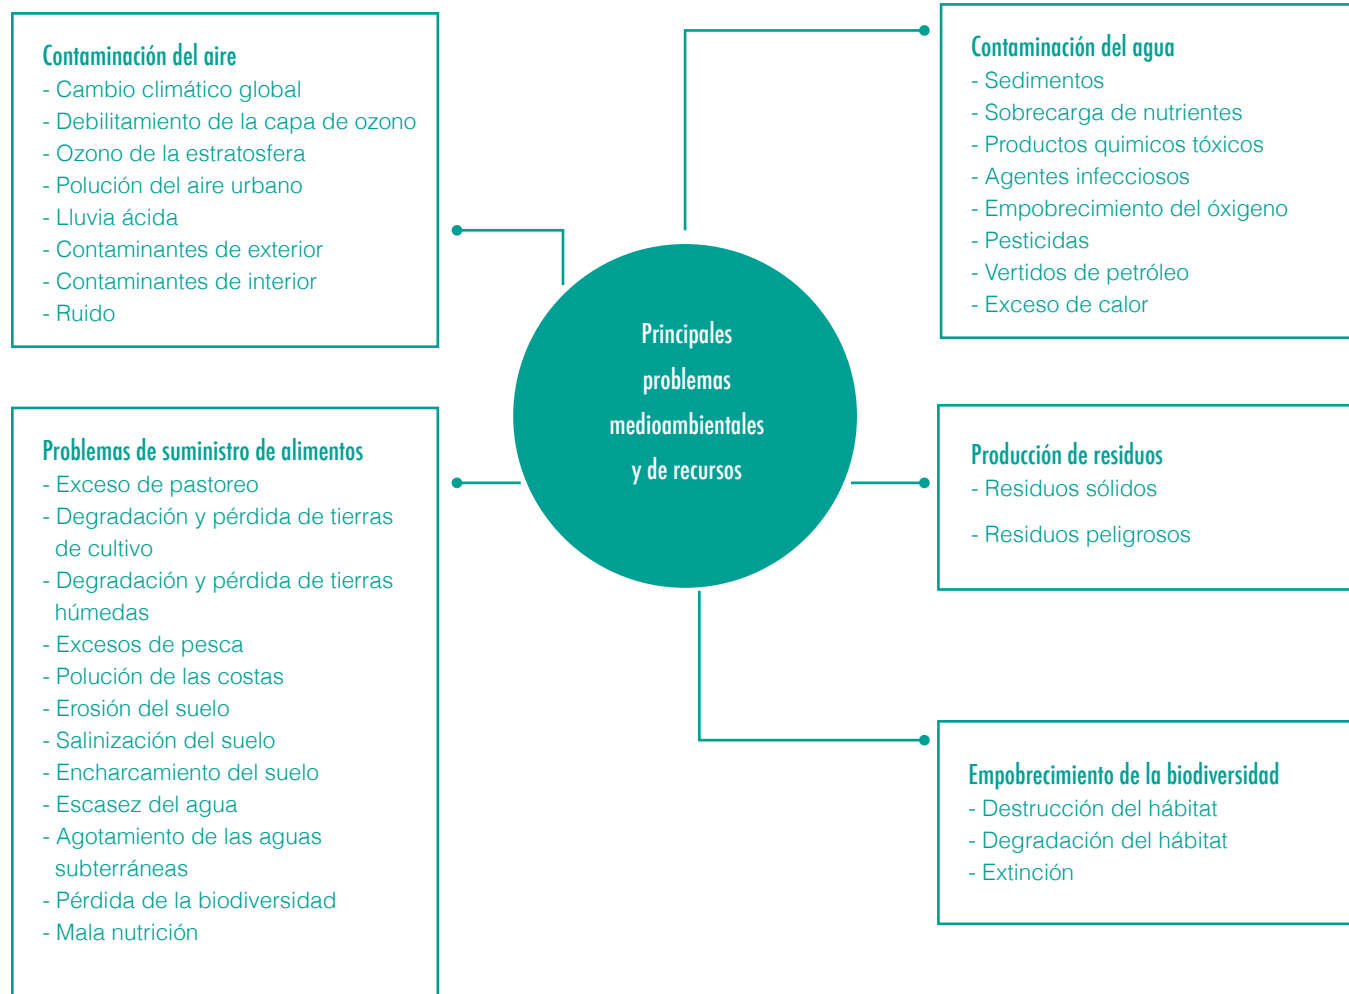 Contaminación del aire
- Cambio climático global
- Debilitamiento de la capa de ozono
- Ozono de la estratosfera
- Polución del aire urbano
- Lluvia ácida
- Contaminantes de exterior
- Contaminantes de interior
- Ruido
Contaminación del agua
- Sedimentos
- Sobrecarga de nutrientes
- Productos quimicos tóxicos
- Agentes infecciosos
- Empobrecimiento del óxigeno
- Pesticidas
- Vertidos de petróleo
- Exceso de calor
Principales
problemas
medioambientales
y de recursos
Problemas de suministro de alimentos
- Exceso de pastoreo
- Degradación y pérdida de tierras
de cultivo
- Degradación y pérdida de tierras
húmedas
- Excesos de pesca
- Polución de las costas
- Erosión del suelo
- Salinización del suelo
- Encharcamiento del suelo
- Escasez del agua
- Agotamiento de las aguas
subterráneas
- Pérdida de la biodiversidad
- Mala nutrición
Producción de residuos
- Residuos sólidos
- Residuos peligrosos
Empobrecimiento de la biodiversidad
- Destrucción del hábitat
- Degradación del hábitat
- Extinción